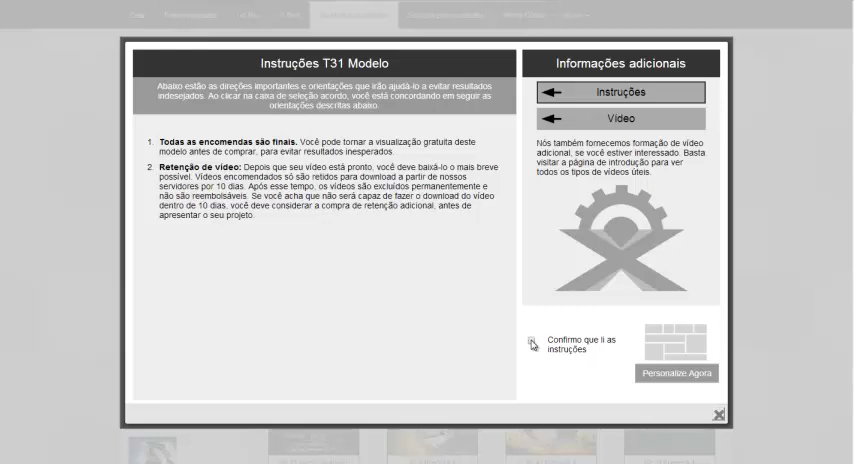 Instruções T31 Modelo
Abaixo estão as direções importantes e orientações que irão ajudá-lo a evitar resultados
indesejados. Ao clicar na caixa de seleção acordo, você está concordando em seguir as
orientações descritas abaixo.
1. Todas as encomendas são finais. Você pode tornar a visualização gratuita deste
modelo antes de comprar, para evitar resultados inesperados.
2. Retenção de vídeo: Depois que seu vídeo está pronto, você deve baixá-lo o mais breve
possível. Vídeos encomendados só são retidos para download a partir de nossos
servidores por 10 dias. Após esse tempo, os vídeos são excluídos permanentemente e
não são reembolsáveis. Se você acha que não será capaz de fazer o download do vídeo
dentro de 10 dias, você deve considerar a compra de retenção adicional, antes de
apresentar o seu projeto.
Informações adicionais
Instruções
Vídeo
Nós também fornecemos formação de vídeo
adicional, se você estiver interessado. Basta
visitar a página de introdução para ver
todos os tipos de vídeos úteis.
Confirmo que li as
instruções
Personalize Agora